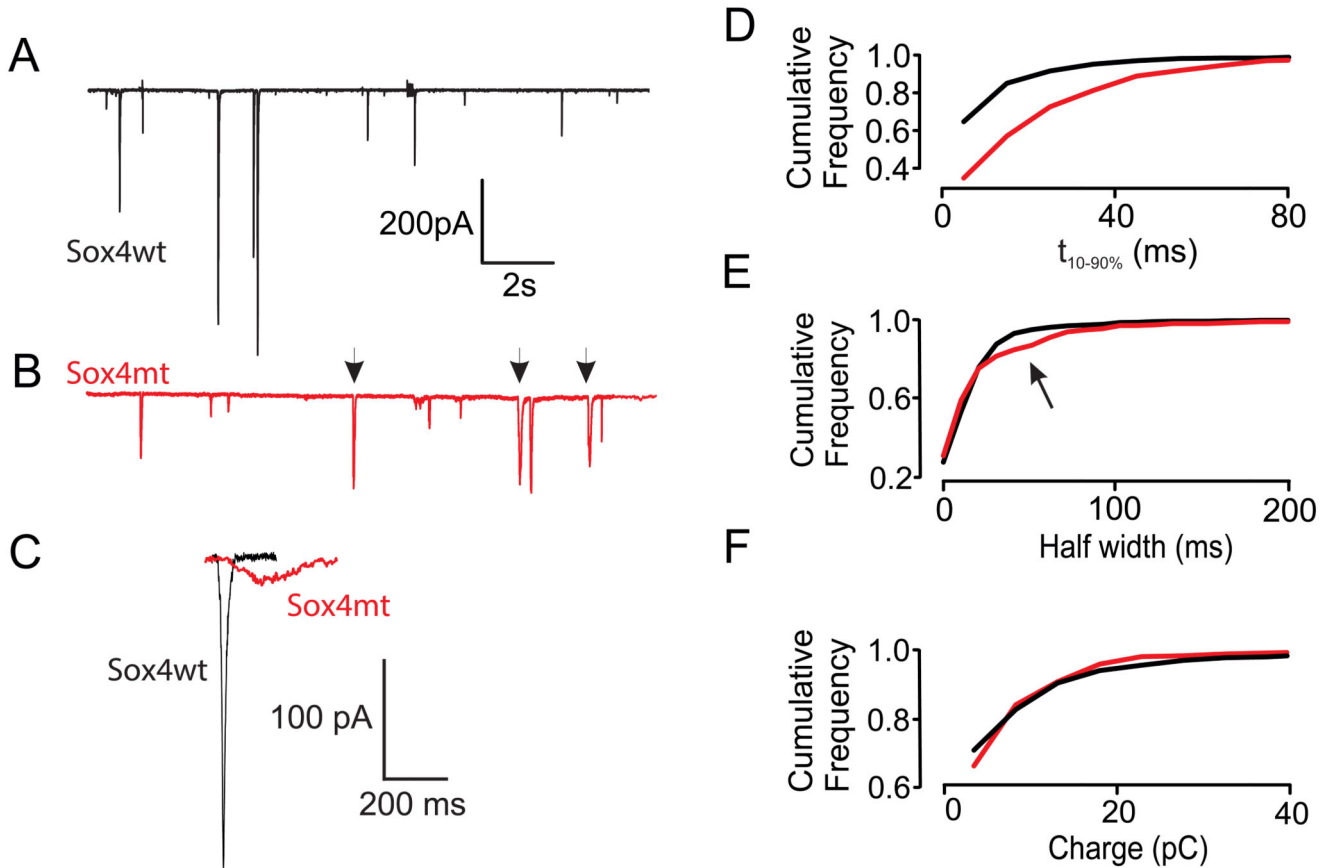 A
Sox4wt
200pA
2s
B
Sox4mt
C
Sox4mt
Sox4wt
100 pA
200 ms
D
Cumulative
Frequency
1.0
0.8
0.6
0.4
0
40
80
t10-90% (ms)
E
Cumulative
Frequency
1.0
0.6
0.2
0
100
200
Half width (ms)
F
Cumulative
Frequency
1.0
0.8
0.6
0
20
40
Charge (pC)